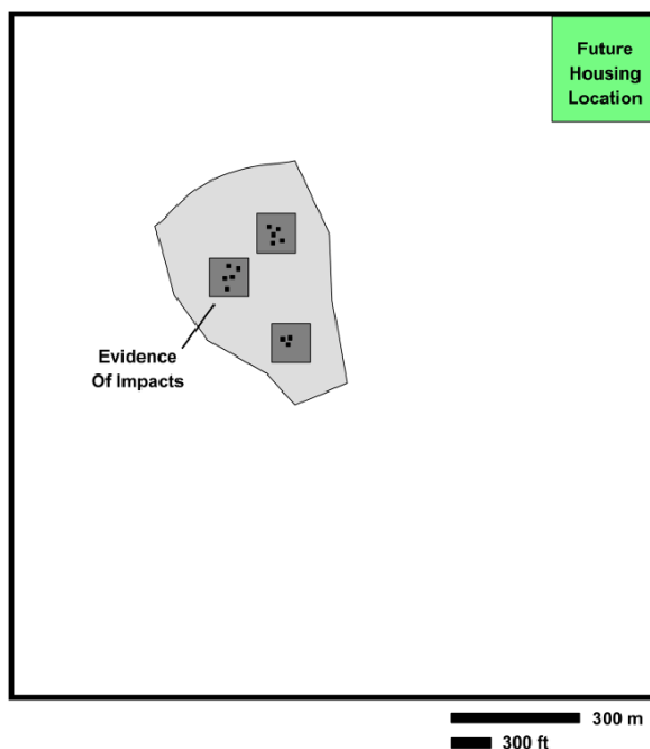 Future
Housing
Location
Evidence
Of Impacts
300 m
300 ft